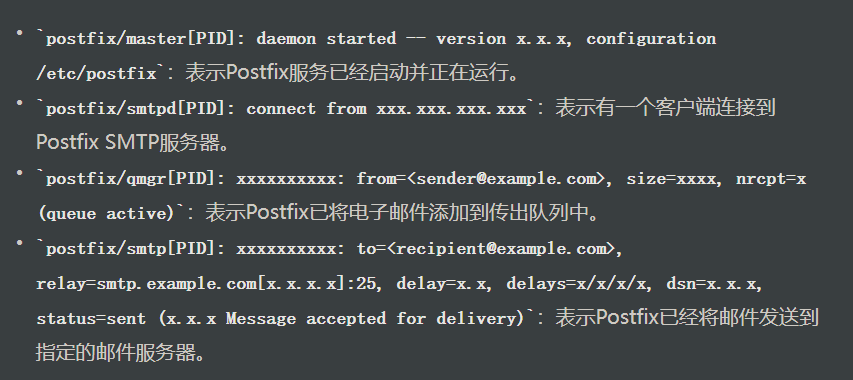 • `postfix/master[PID]: daemon started -- version x.x.x, configuration
/etc/postfix`：表示Postfix服务已经启动并正在运行。
• `postfix/smtpd[PID]: connect from xxx.xxx.xxx.xxx`：表示有一个客户端连接到
Postfix SMTP服务器。
• `postfix/qmgr[PID]: xxxxxxxxxx: from=<sender@example.com>, size=xxxx, nrcpt=x
(queue active)`：表示Postfix已将电子邮件添加到传出队列中。
• `postfix/smtp[PID]: xxxxxxxxxx: to=<recipient@example.com>,
relay=smtp.example.com[x.x.x.x]:25, delay=x.x, delays=x/x/x/x, dsn=x.x.x,
status=sent (x.x.x Message accepted for delivery)`：表示Postfix已经将邮件发送到
指定的邮件服务器。